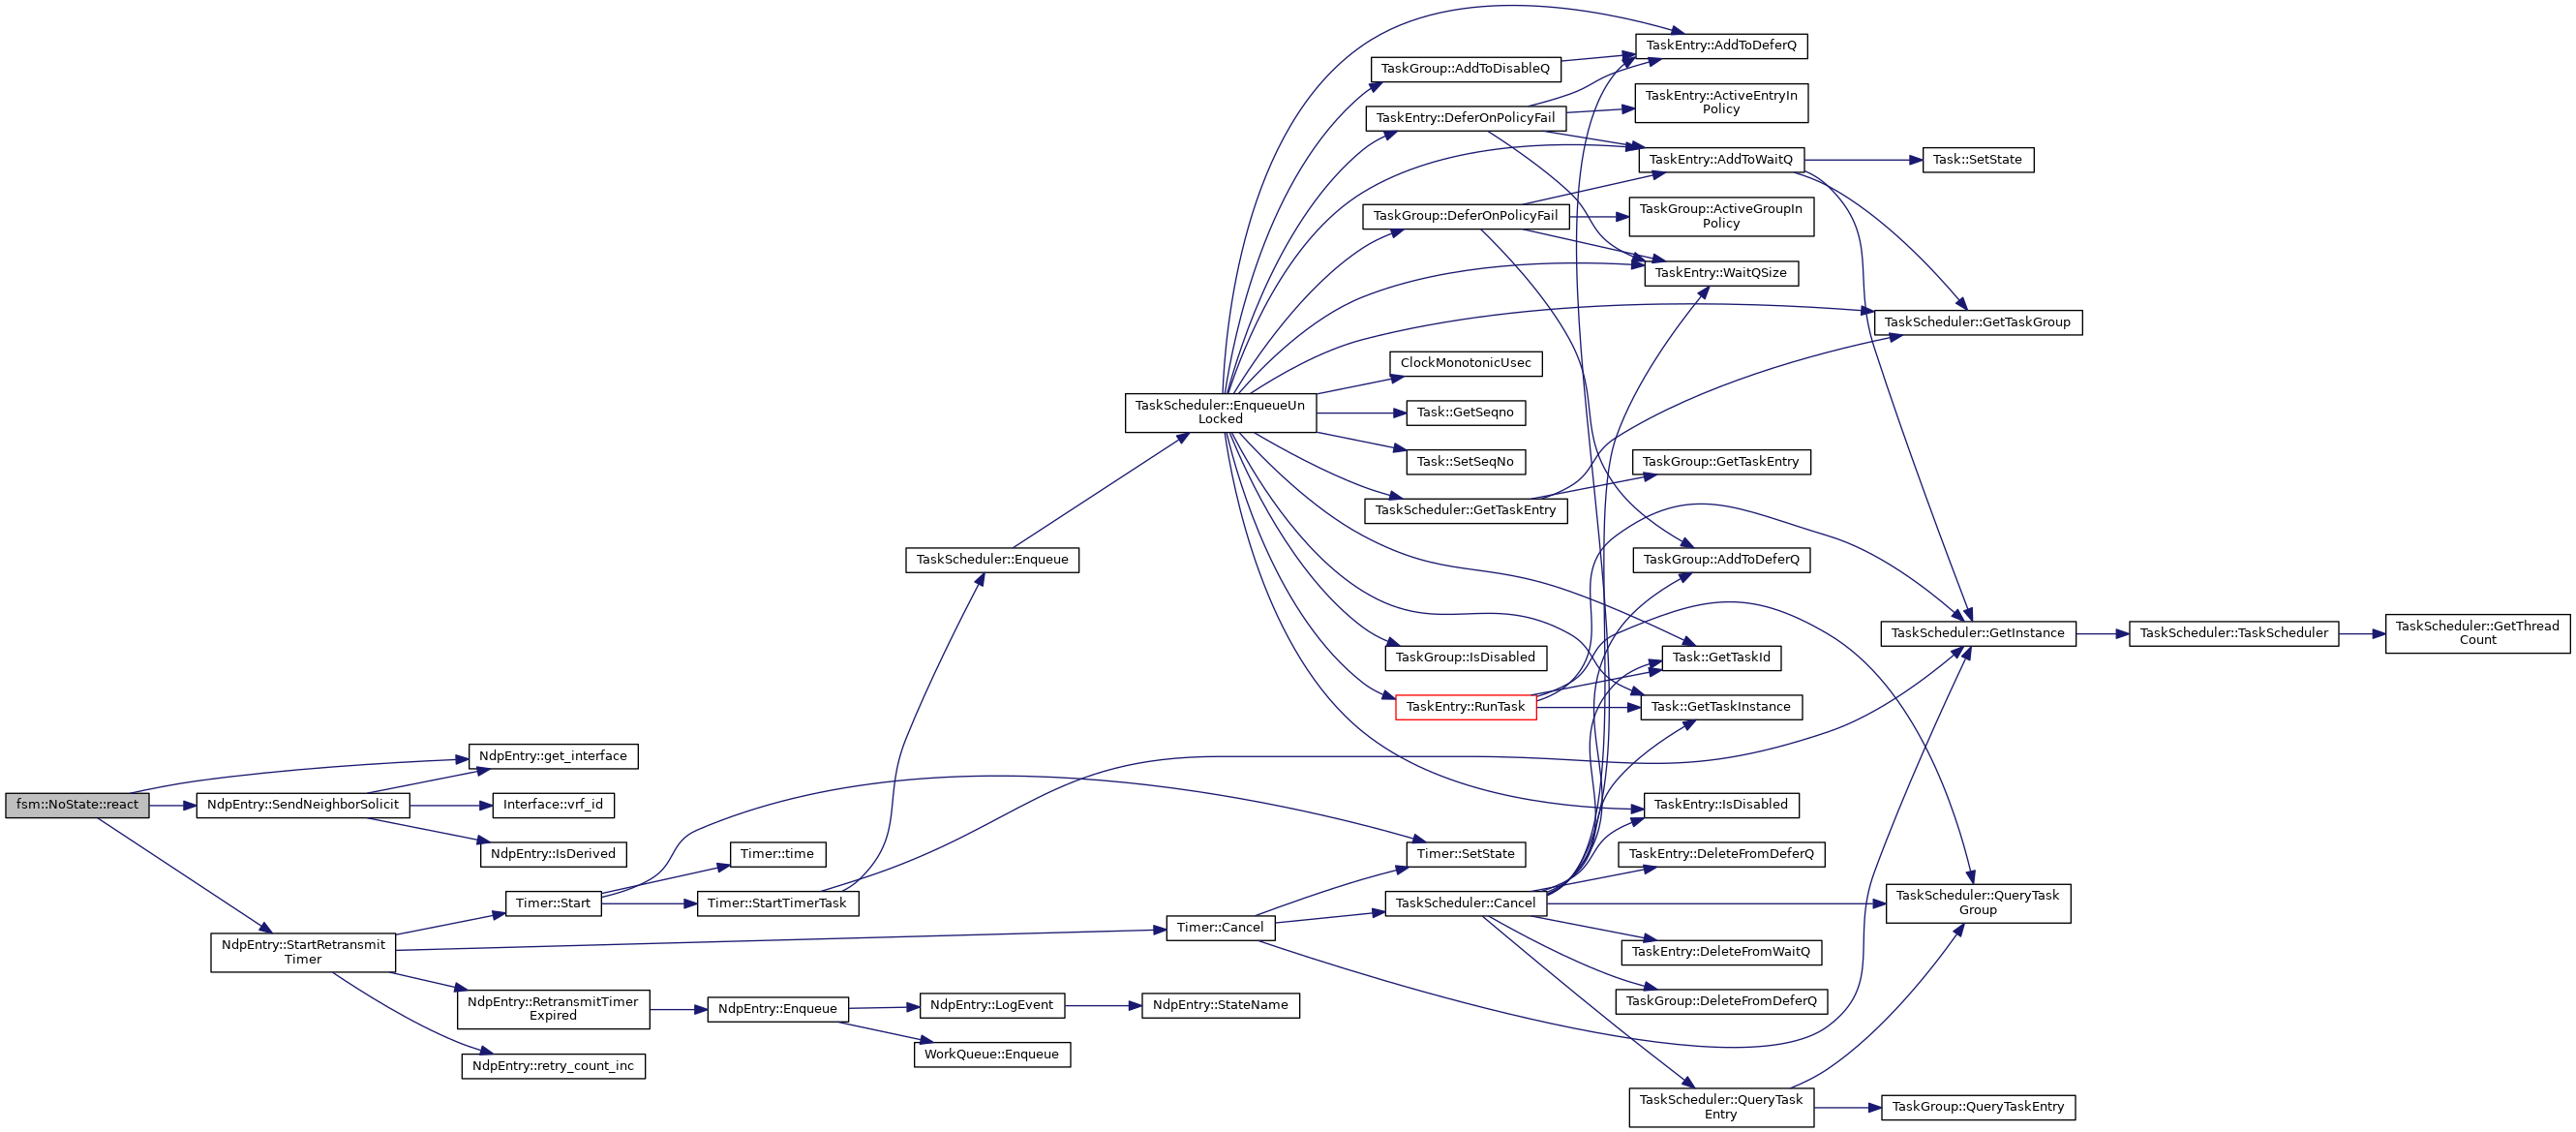 fsm::NoState::react
NdpEntry::get_interface
NdpEntry::SendNeighborSolicit
Interface::vrf_id
NdpEntry::IsDerived
NdpEntry::StartRetransmit
Timer
Timer::Start
Timer::time
Timer::StartTimerTask
NdpEntry::RetransmitTimer
Expired
NdpEntry::retry_count_inc
NdpEntry::Enqueue
NdpEntry::LogEvent
NdpEntry::StateName
WorkQueue::Enqueue
TaskScheduler::Enqueue
TaskScheduler::EnqueueUn
Locked
Timer::Cancel
Timer::SetState
TaskScheduler::Cancel
TaskGroup::AddToDisableQ
TaskEntry::DeferOnPolicyFail
TaskGroup::DeferOnPolicyFail
ClockMonotonicUsec
Task::GetSeqno
Task::SetSeqNo
TaskScheduler::GetTaskEntry
TaskGroup::IsDisabled
TaskEntry::RunTask
TaskEntry::AddToDeferQ
TaskEntry::ActiveEntryIn
Policy
TaskEntry::AddToWaitQ
TaskGroup::ActiveGroupIn
Policy
TaskEntry::WaitQSize
TaskGroup::GetTaskEntry
TaskGroup::AddToDeferQ
Task::GetTaskId
Task::GetTaskInstance
TaskEntry::IsDisabled
TaskEntry::DeleteFromDeferQ
TaskEntry::DeleteFromWaitQ
TaskGroup::DeleteFromDeferQ
TaskScheduler::QueryTask
Entry
Task::SetState
TaskScheduler::GetTaskGroup
TaskScheduler::GetInstance
TaskScheduler::QueryTask
Group
TaskGroup::QueryTaskEntry
TaskScheduler::TaskScheduler
TaskScheduler::GetThread
Count